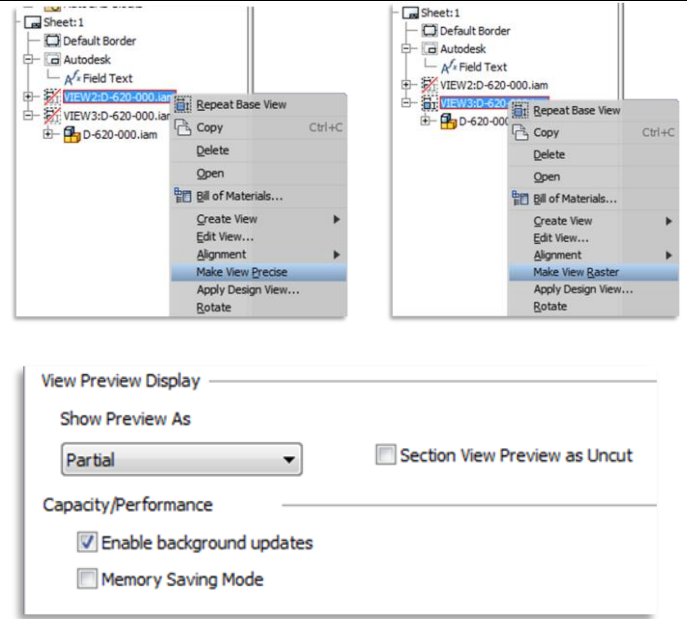 Sheet:1
Default Border
Autodesk
Field Text
VIEW2:D-620-000.iam
VIEW3:D-620-000.iam
D-620-000.iam
Repeat Base View
Copy Ctrl+C
Delete
Open
Bill of Materials...
Create View
Edit View...
Alignment
Make View Precise
Apply Design View...
Rotate
Sheet:1
Default Border
Autodesk
Field Text
VIEW2:D-620-000.iam
VIEW3:D-620-
D-620-000
Repeat Base View
Copy Ctrl+C
Delete
Open
Bill of Materials...
Create View
Edit View...
Alignment
Make View Raster
Apply Design View...
Rotate
View Preview Display
Show Preview As
Partial
Section View Preview as Uncut
Capacity/Performance
Enable background updates
Memory Saving Mode